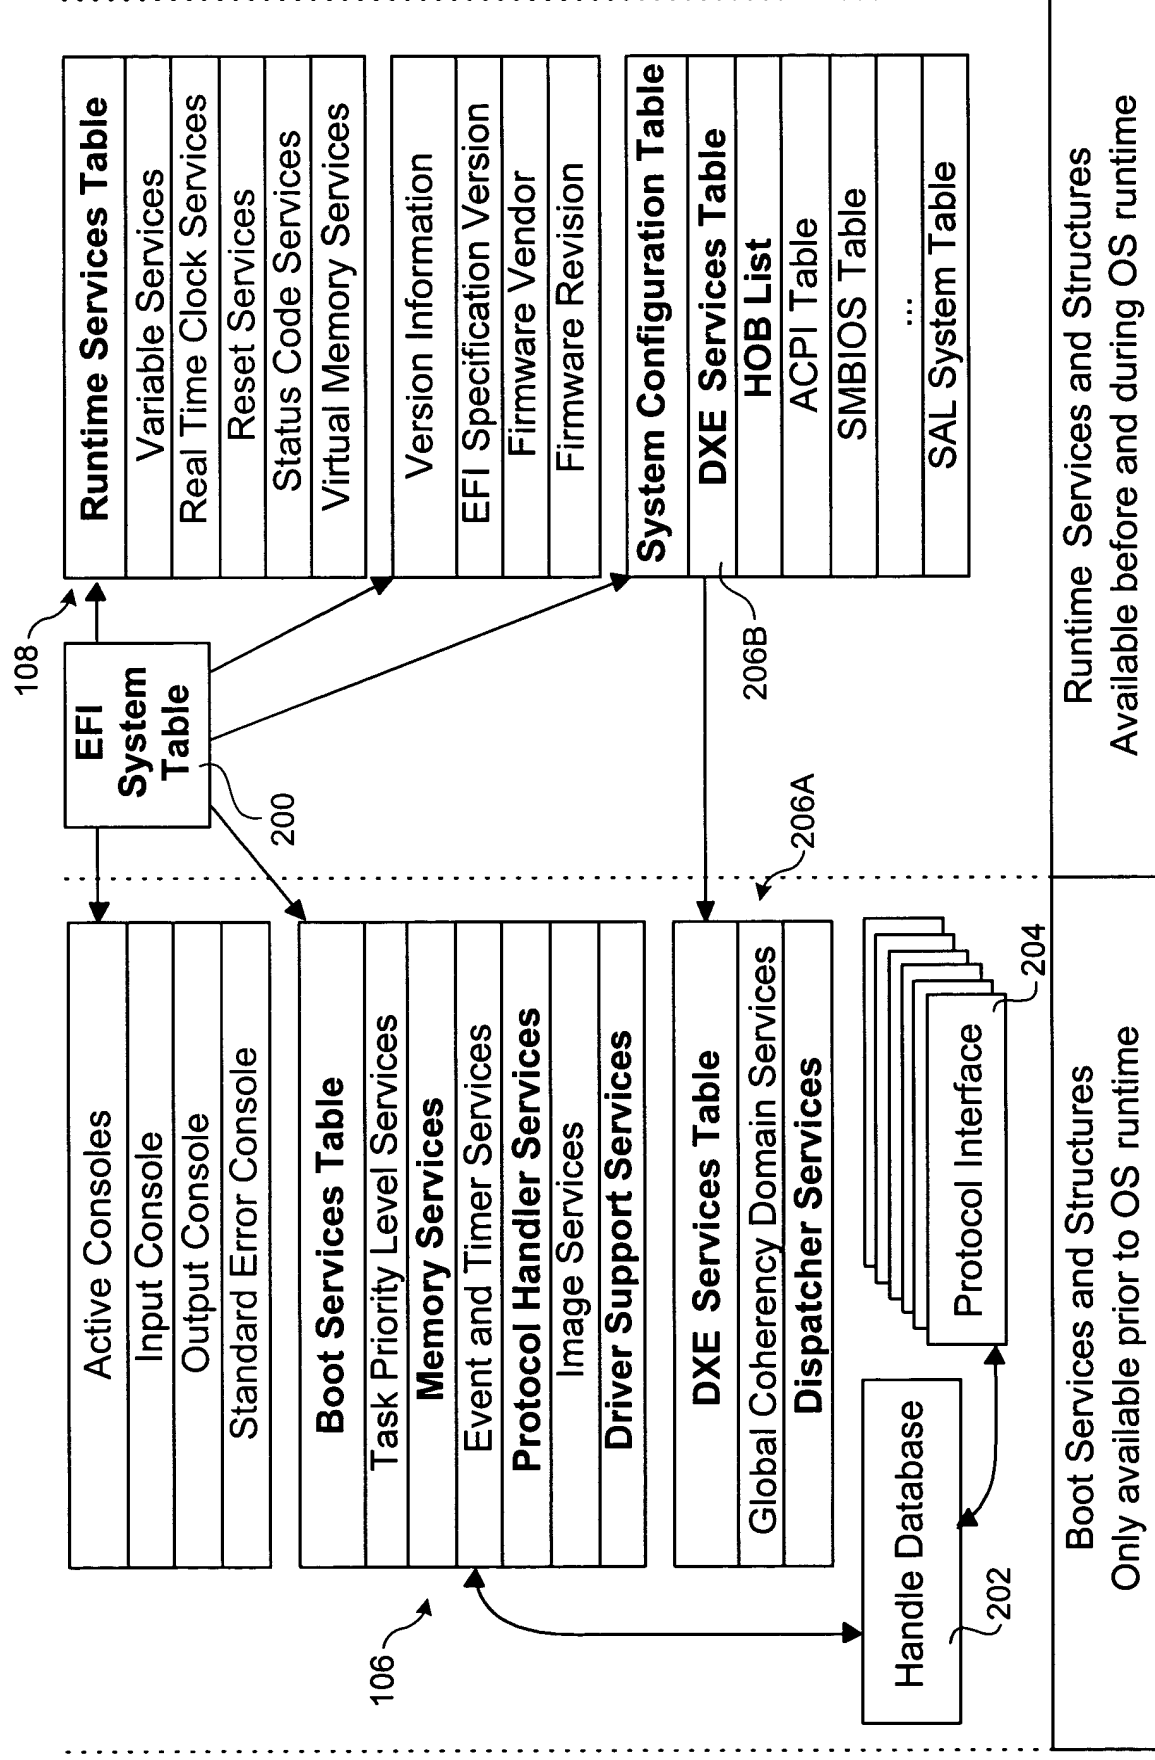 Active Consoles
Input Console
Output Console
Standard Error Console
EFI
System
Table
200
108
Runtime Services Table
Variable Services
Real Time Clock Services
Reset Services
Status Code Services
Virtual Memory Services
106
Boot Services Table
Task Priority Level Services
Memory Services
Event and Timer Services
Protocol Handler Services
Image Services
Driver Support Services
Version Information
EFI Specification Version
Firmware Vendor
Firmware Revision
DXE Services Table
Global Coherency Domain Services
Dispatcher Services
206A
206B
System Configuration Table
DXE Services Table
HOB List
ACPI Table
SMBIOS Table
...
SAL System Table
Handle Database
202
Protocol Interface
204
Boot Services and Structures
Only available prior to OS runtime
Runtime Services and Structures
Available before and during OS runtime